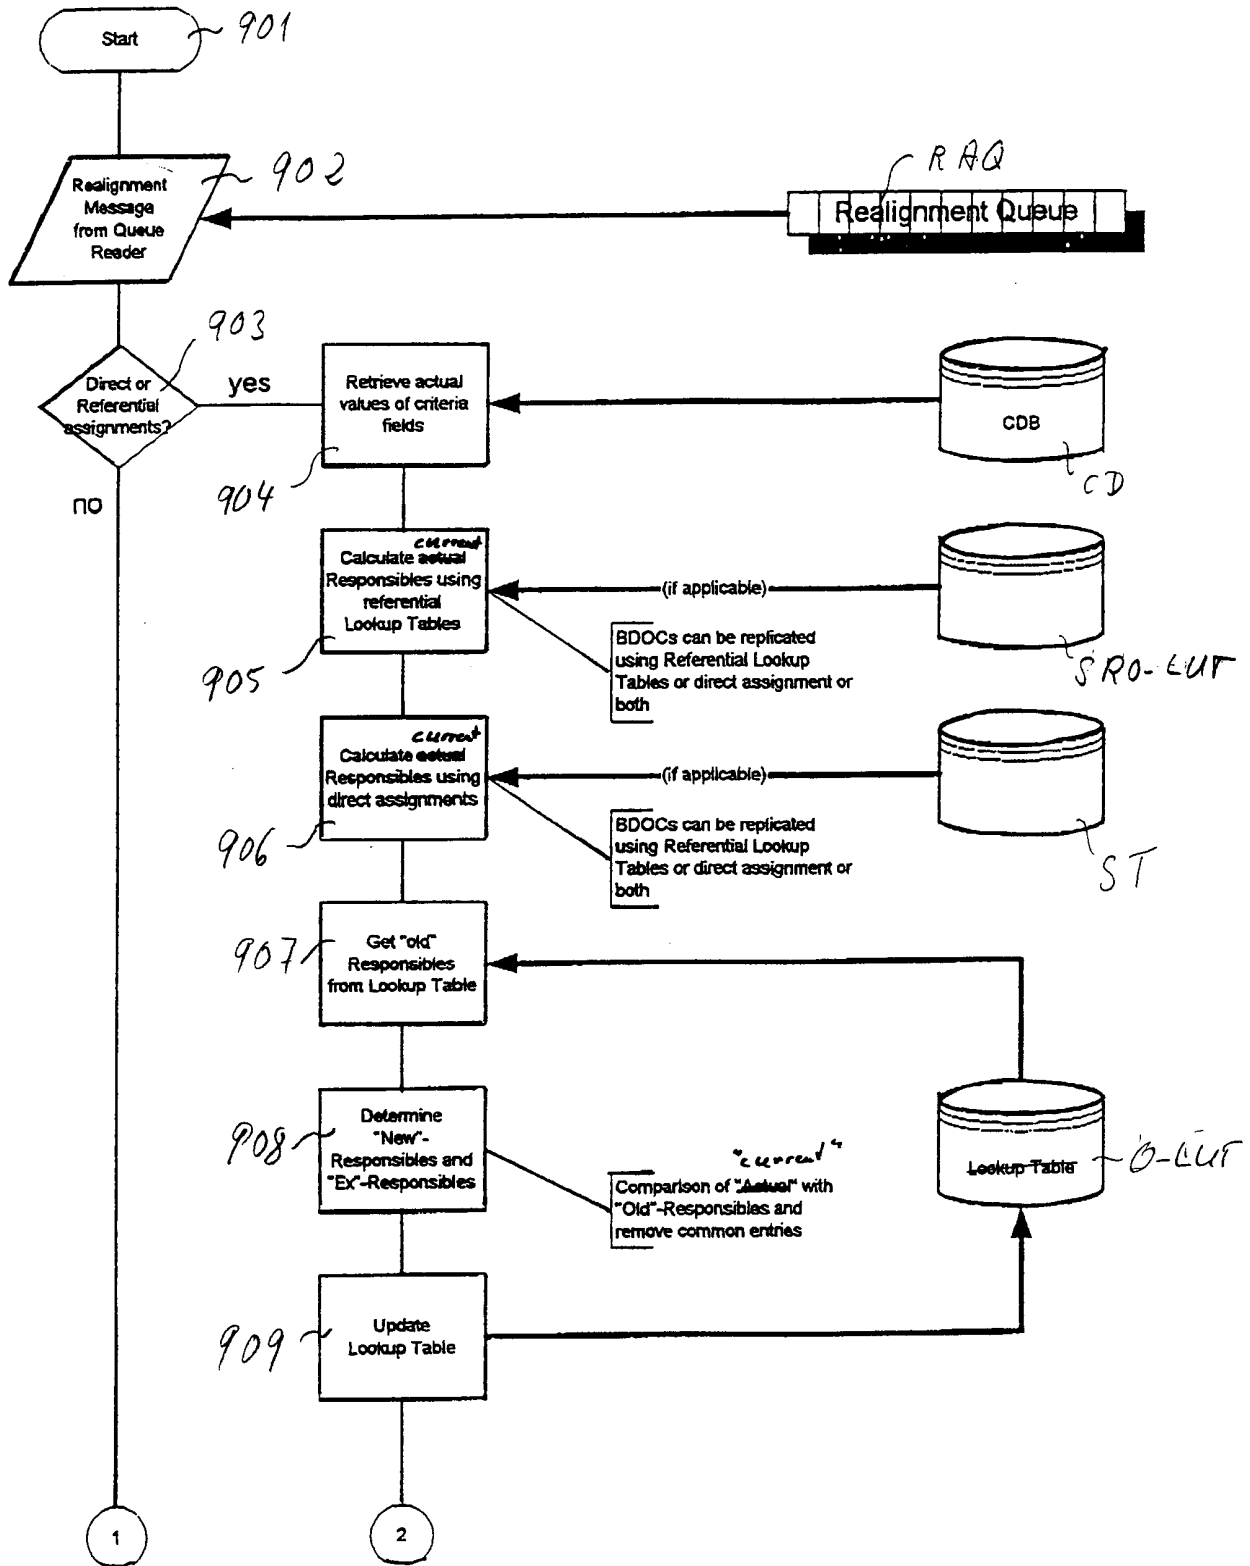 Start
901
Realignment
Message
from Queue
Reader
902
RAQ
Realignment Queue
903
Direct or
Referential
assignments?
yes
no
Retrieve actual
values of criteria
fields
904
CDB
CD
current
Calculate actual
Responsibles using
referential
Lookup Tables
905
(if applicable)
BDOCs can be replicated
using Referential Lookup
Tables or direct assignment or
both
SRO-LUT
current
Calculate actual
Responsibles using
direct assignments
906
(if applicable)
BDOCs can be replicated
using Referential Lookup
Tables or direct assignment or
both
ST
907
Get "old"
Responsibles
from Lookup Table
908
Determine
"New"-
Responsibles and
"Ex"-Responsibles
"current"
Comparison of "Actual" with
"Old"-Responsibles and
remove common entries
Lookup Table
O-LUT
909
Update
Lookup Table
1
2